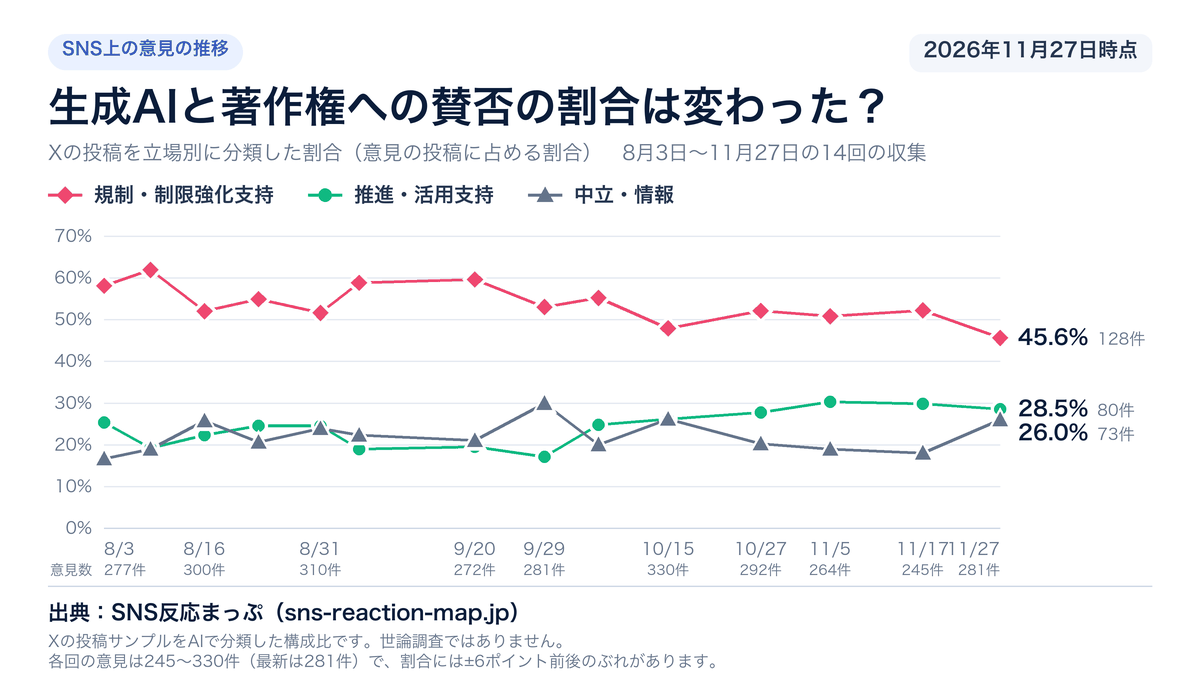 SNS上の意見の推移
2026年11月27日時点
生成AIと著作権への賛否の割合は変わった？
Xの投稿を立場別に分類した割合（意見の投稿に占める割合） 8月3日〜11月27日の14回の収集
規制・制限強化支持 推進・活用支持 中立・情報
70%
60%
50%
40%
30%
20%
10%
0%
45.6% 128件
28.5% 80件
26.0% 73件
8/3 8/16 8/31 9/20 9/29 10/15 10/27 11/5 11/17 11/27
意見数 277件 300件 310件 272件 281件 330件 292件 264件 245件 281件
出典：SNS反応まっぷ（sns-reaction-map.jp）
Xの投稿サンプルをAIで分類した構成比です。世論調査ではありません。
各回の意見は245〜330件（最新は281件）で、割合には±6ポイント前後のぶれがあります。